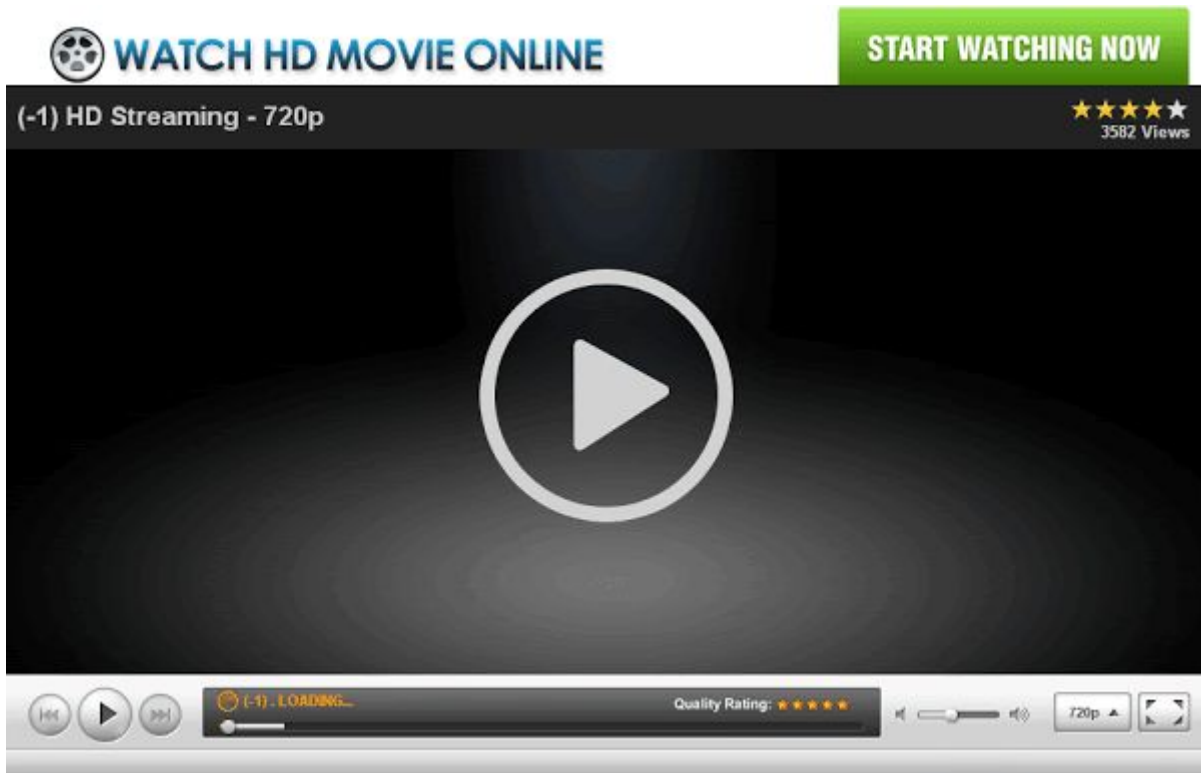 WATCH HD MOVIE ONLINE
START WATCHING NOW
(-1) HD Streaming - 720p
3582 Views
(-1) . LOADING...
Quality Rating:
720p